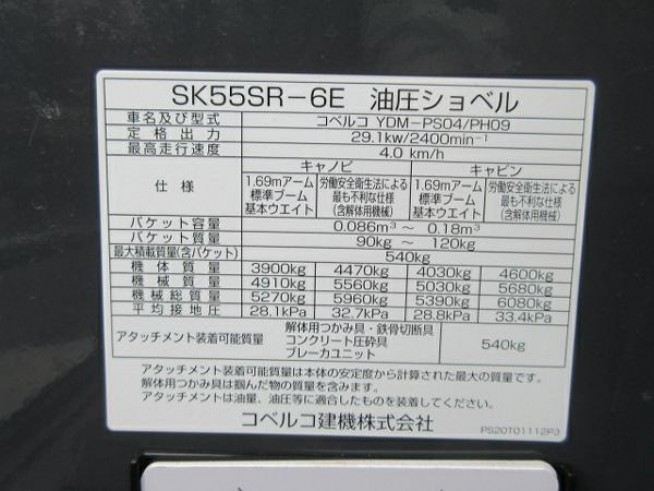 SK55SR-6E 油圧ショベル
車名及び型式 コベルコ YDM-PS04/PH09
定格出力 29.1kw/2400min⁻¹
最高走行速度 4.0 km/h
仕様 キャノピ キャビン
1.69mアーム 標準ブーム 基本ウエイト 労働安全衛生法による 最も不利な仕様 (含解体用機械) 1.69mアーム 標準ブーム 基本ウエイト 労働安全衛生法による 最も不利な仕様 (含解体用機械)
バケット容量 0.086m³ ~ 0.18m³
バケット質量 90kg ~ 120kg
最大積載質量(含バケット) 540kg
機体質量 3900kg 4470kg 4030kg 4600kg
機械質量 4910kg 5560kg 5030kg 5680kg
機械総質量 5270kg 5960kg 5390kg 6080kg
平均接地圧 28.1kPa 32.7kPa 28.8kPa 33.4kPa
アタッチメント装着可能質量 解体用つかみ具・鉄骨切断具 コンクリート圧砕具 ブレーカユニット 540kg
アタッチメント装着可能質量は本体の安定度から計算された最大の質量です。
解体用つかみ具は掴んだ物の質量を含みます。
アタッチメントは油量、油圧等に適合したものを装着してください。
コベルコ建機株式会社
PS20T01112P3